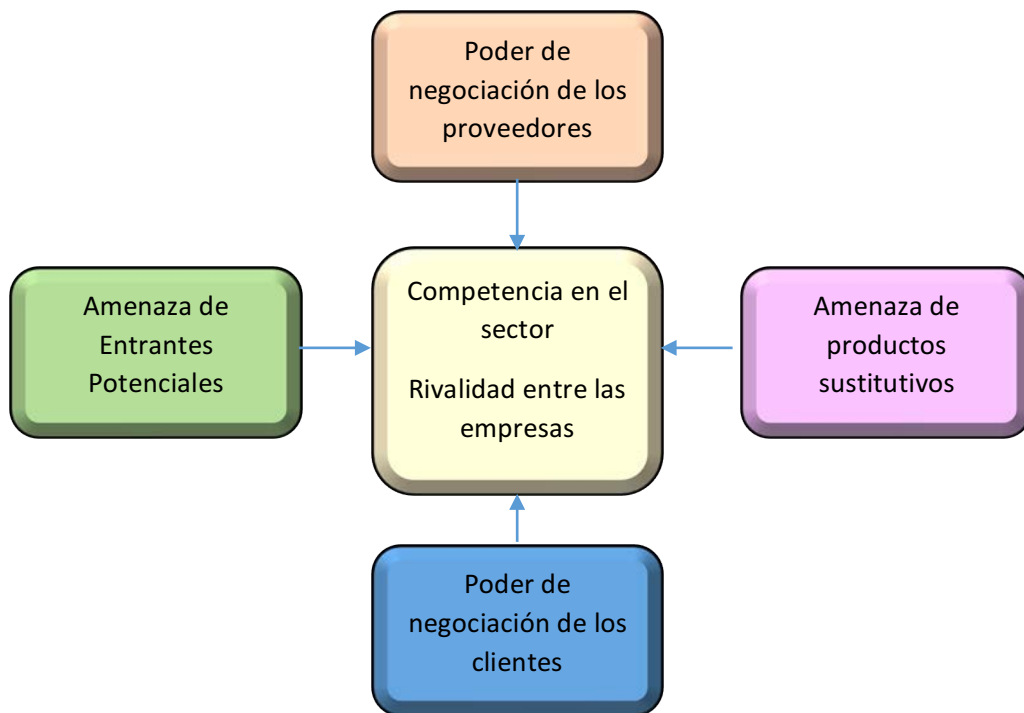 Poder de
negociación de los
proveedores
Amenaza de
Entrantes
Potenciales
Competencia en el
sector
Rivalidad entre las
empresas
Amenaza de
productos
sustitutivos
Poder de
negociación de los
clientes